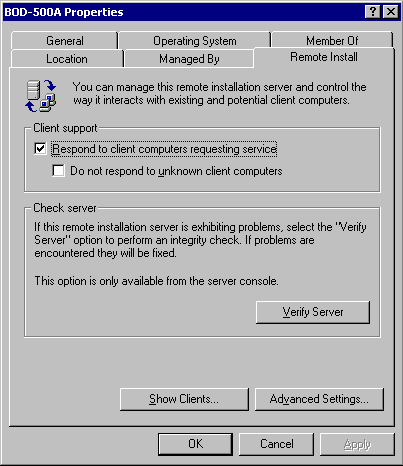 BOD-500A Properties
General Operating System Member Of
Location Managed By Remote Install
You can manage this remote installation server and control the
way it interacts with existing and potential client computers.
Client support
Respond to client computers requesting service
Do not respond to unknown client computers
Check server
If this remote installation server is exhibiting problems, select the "Verify
Server" option to perform an integrity check. If problems are
encountered they will be fixed.
This option is only available from the server console.
Verify Server
Show Clients... Advanced Settings...
OK Cancel Apply